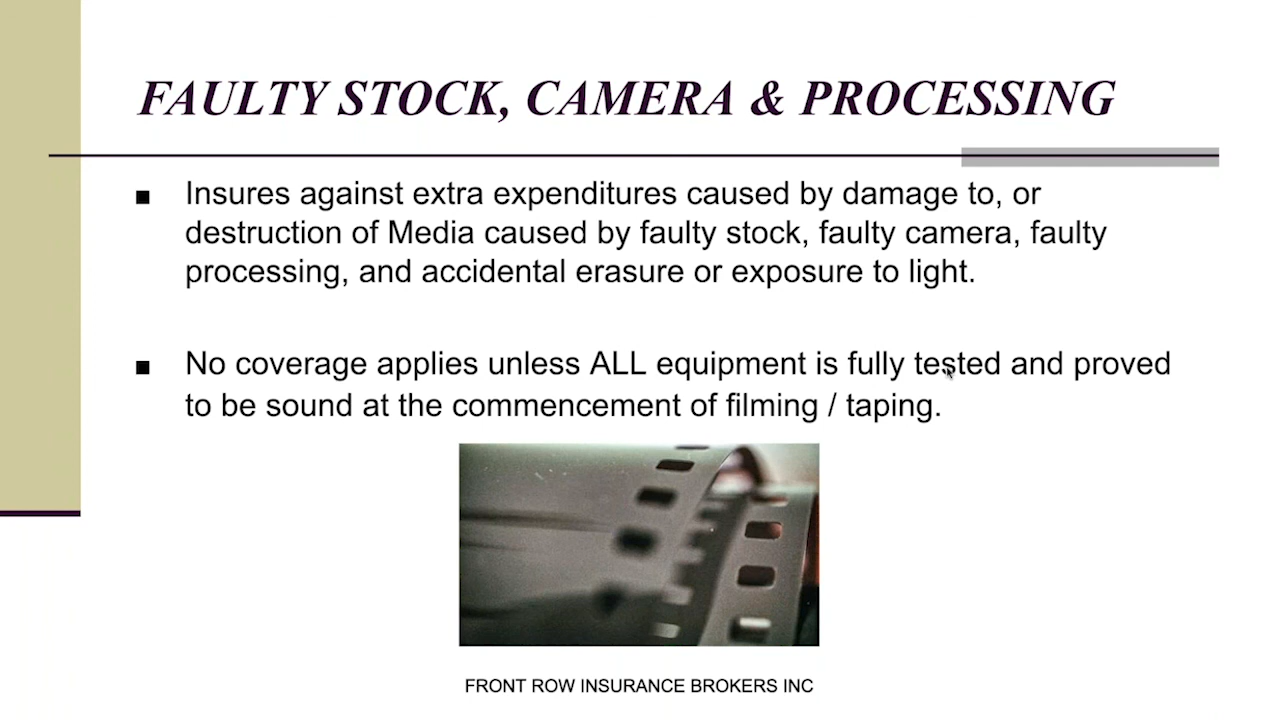 FAULTY STOCK, CAMERA & PROCESSING
■ Insures against extra expenditures caused by damage to, or
destruction of Media caused by faulty stock, faulty camera, faulty
processing, and accidental erasure or exposure to light.
■ No coverage applies unless ALL equipment is fully tested and proved
to be sound at the commencement of filming / taping.
FRONT ROW INSURANCE BROKERS INC